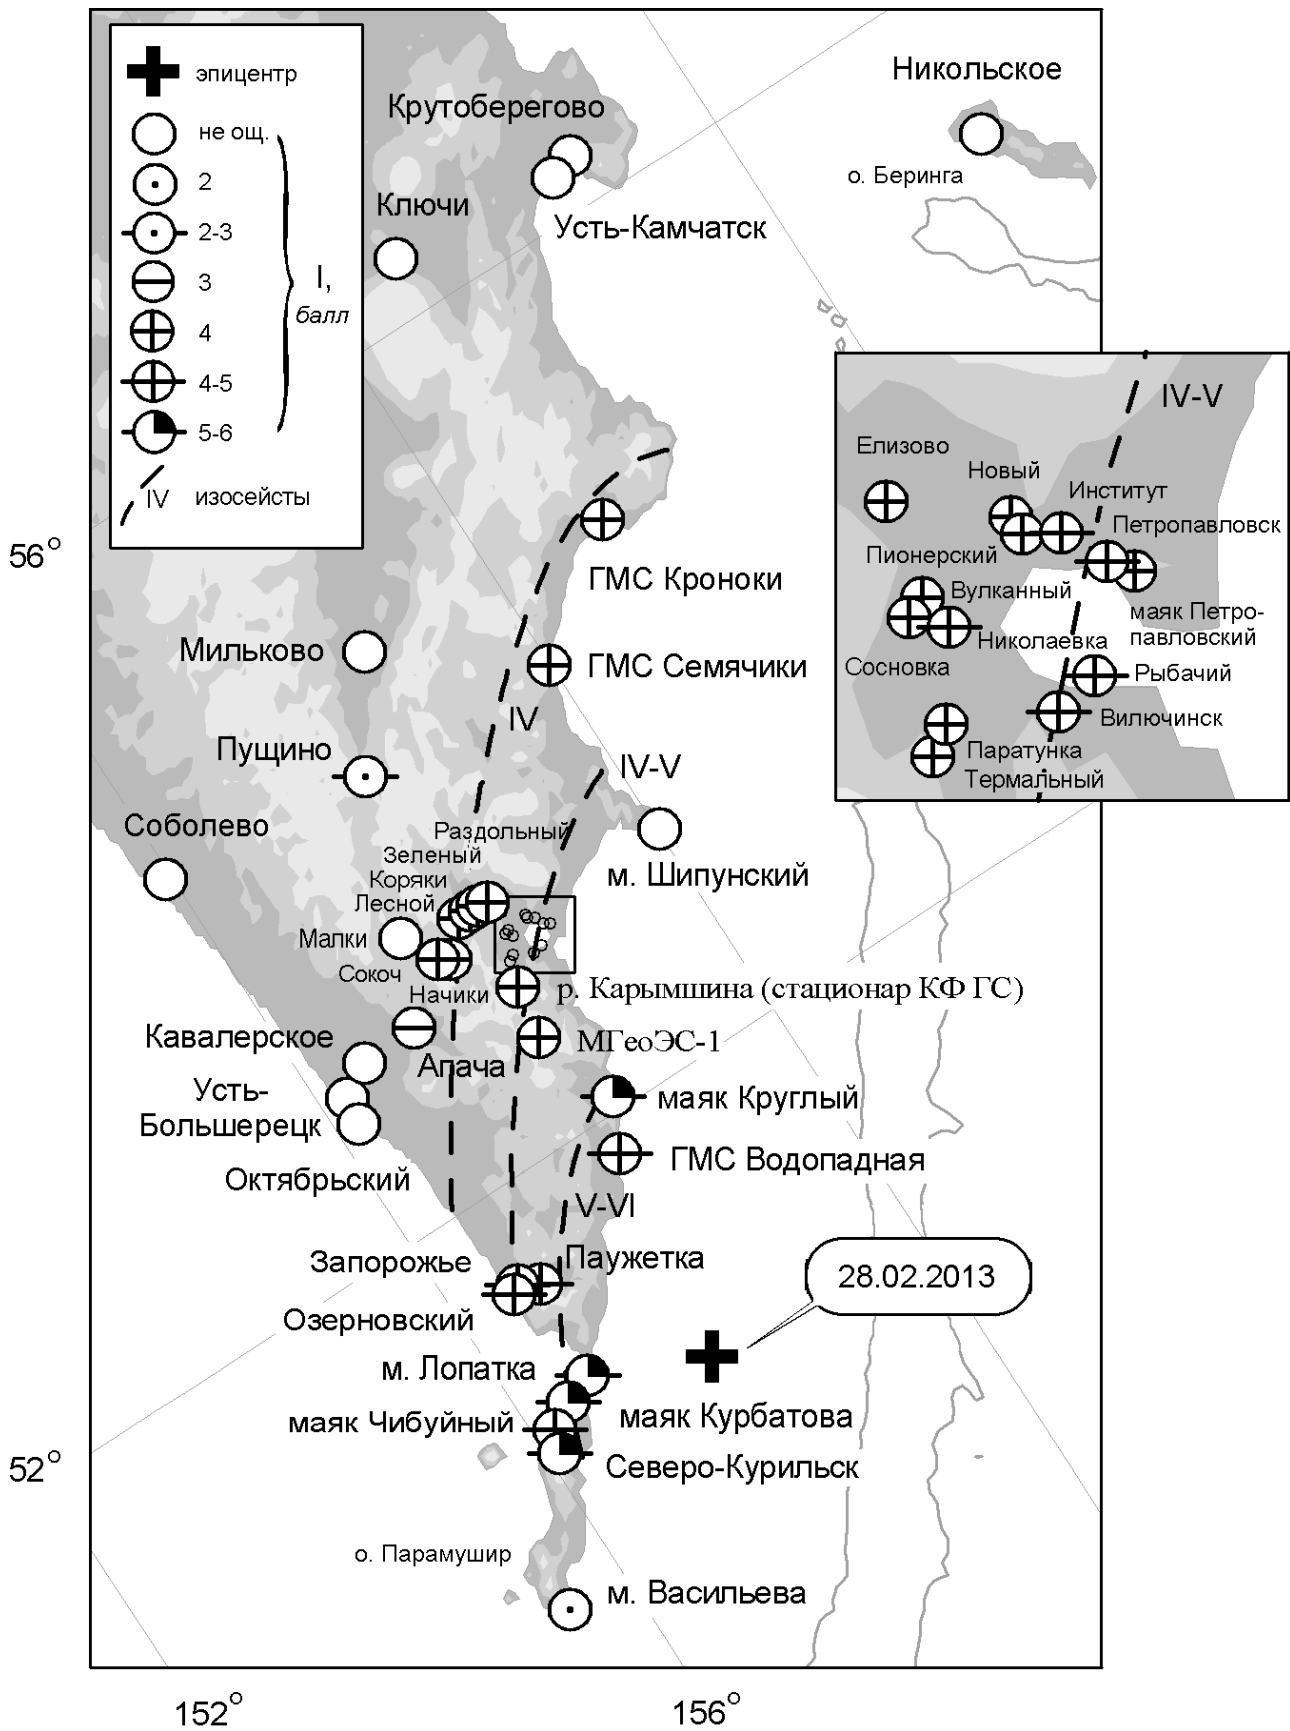 эпицентр
не ощ.
2
2-3
3
4
4-5
5-6
I,
балл
IV
изосейсты
Никольское
о. Беринга
Крутоберегово
Ключи
Усть-Камчатск
IV-V
Елизово
Новый
Институт
Петропавловск
Пионерский
Вулканный
маяк Петро-
павловский
Николаевка
Сосновка
Рыбачий
Вилючинск
Паратунка
Термальный
56°
ГМС Кроноки
Мильково
ГМС Семячики
IV
Пущино
IV-V
Соболево
Раздольный
Зеленый
Коряки
Лесной
м. Шипунский
Малки
Сокоч
Начики
р. Карымшина (стационар КФ ГС)
Кавалерское
МГеоЭС-1
Апача
Усть-
Большерецк
маяк Круглый
ГМС Водопадная
Октябрьский
V-VI
Запорожье
Паужетка
28.02.2013
Озерновский
м. Лопатка
маяк Курбатова
маяк Чибуйный
Северо-Курильск
52°
о. Парамушир
м. Васильева
152°
156°